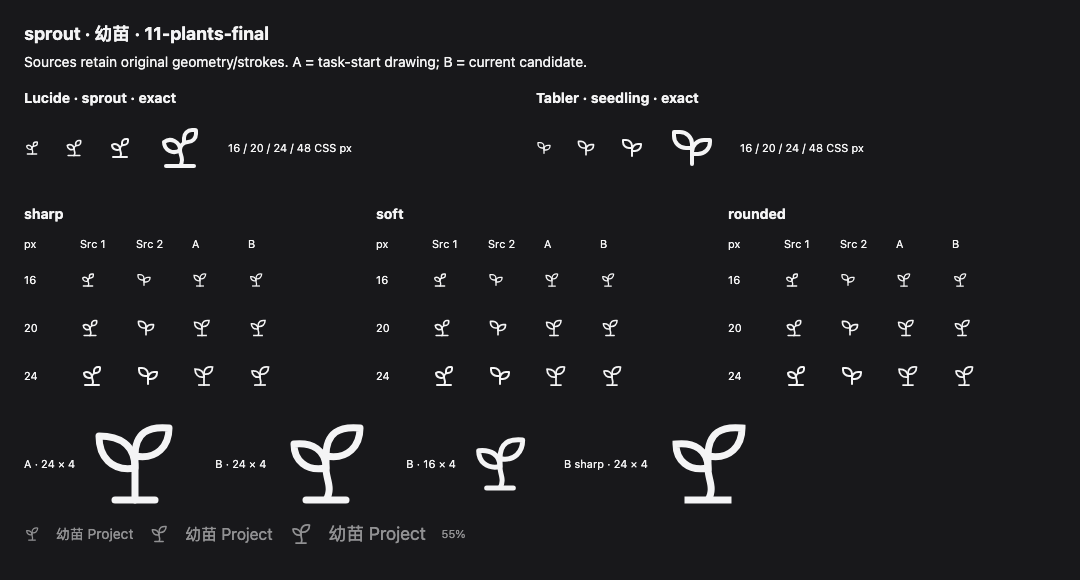 sprout · 幼苗 · 11-plants-final
Sources retain original geometry/strokes. A = task-start drawing; B = current candidate.
Lucide · sprout · exact
Tabler · seedling · exact
16 / 20 / 24 / 48 CSS px
16 / 20 / 24 / 48 CSS px
sharp
soft
rounded
px Src 1 Src 2 A B
px Src 1 Src 2 A B
px Src 1 Src 2 A B
16
16
16
20
20
20
24
24
24
A · 24 × 4
B · 24 × 4
B · 16 × 4
B sharp · 24 × 4
幼苗 Project
幼苗 Project
幼苗 Project
55%